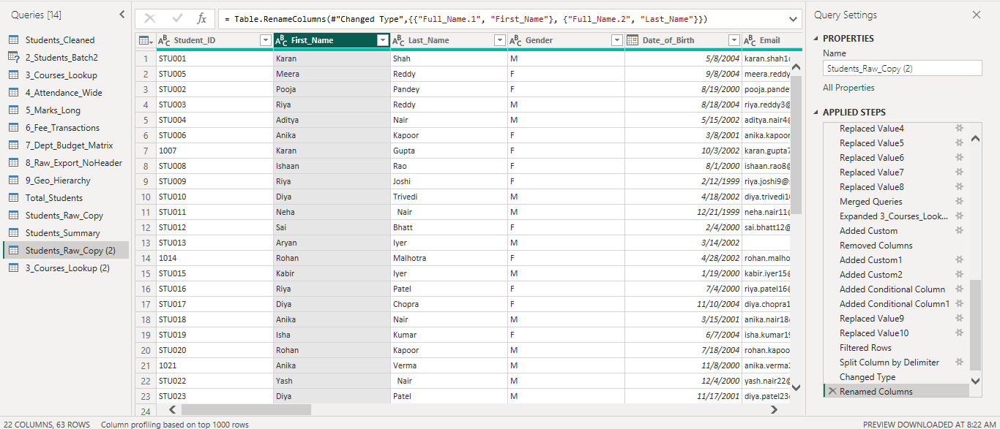 Queries [14]
Students_Cleaned
2_Students_Batch2
3_Courses_Lookup
4_Attendance_Wide
5_Marks_Long
6_Fee_Transactions
7_Dept_Budget_Matrix
8_Raw_Export_NoHeader
9_Geo_Hierarchy
Total_Students
Students_Raw_Copy
Students_Summary
Students_Raw_Copy (2)
3_Courses_Lookup (2)
fx = Table.RenameColumns(#"Changed Type",{{"Full_Name.1", "First_Name"}, {"Full_Name.2", "Last_Name"}})
ABC Student_ID ABC First_Name ABC Last_Name ABC Gender Date_of_Birth ABC Email
1 STU001 Karan Shah M 5/8/2004 karan.shah1
2 STU005 Meera Reddy F 9/8/2004 meera.reddy
3 STU002 Pooja Pandey F 8/19/2000 pooja.pande
4 STU003 Riya Reddy M 8/18/2004 riya.reddy3@
5 STU004 Aditya Nair M 5/15/2002 aditya.nair4
6 STU006 Anika Kapoor F 3/8/2001 anika.kapoor
7 1007 Karan Gupta F 10/3/2002 karan.gupta7
8 STU008 Ishaan Rao F 8/1/2000 ishaan.rao8@
9 STU009 Riya Joshi F 2/12/1999 riya.joshi9@
10 STU010 Diya Trivedi M 4/18/2002 diya.trivedi1
11 STU011 Neha Nair M 12/21/1999 neha.nair11
12 STU012 Sai Bhatt F 2/4/2000 sai.bhatt12@
13 STU013 Aryan Iyer M 3/14/2002
14 1014 Rohan Malhotra F 4/28/2002 rohan.malho
15 STU015 Kabir Iyer M 1/19/2000 kabir.iyer15
16 STU016 Riya Patel F 7/4/2000 riya.patel16
17 STU017 Diya Chopra F 11/10/2004 diya.chopra1
18 STU018 Anika Nair M 3/15/2001 anika.nair18
19 STU019 Isha Kumar F 6/7/2004 isha.kumar1
20 STU020 Rohan Kapoor M 7/18/2004 rohan.kapoo
21 1021 Anika Verma M 11/8/2000 anika.verma
22 STU022 Yash Nair M 12/4/2000 yash.nair22
23 STU023 Diya Patel M 11/17/2001 diya.patel23
24
Query Settings
PROPERTIES
Name
Students_Raw_Copy (2)
All Properties
APPLIED STEPS
Replaced Value4
Replaced Value5
Replaced Value6
Replaced Value7
Replaced Value8
Merged Queries
Expanded 3_Courses_Look...
Added Custom
Removed Columns
Added Custom1
Added Custom2
Added Conditional Column
Added Conditional Column1
Replaced Value9
Replaced Value10
Filtered Rows
Split Column by Delimiter
Changed Type
Renamed Columns
22 COLUMNS, 63 ROWS Column profiling based on top 1000 rows
PREVIEW DOWNLOADED AT 8:22 AM